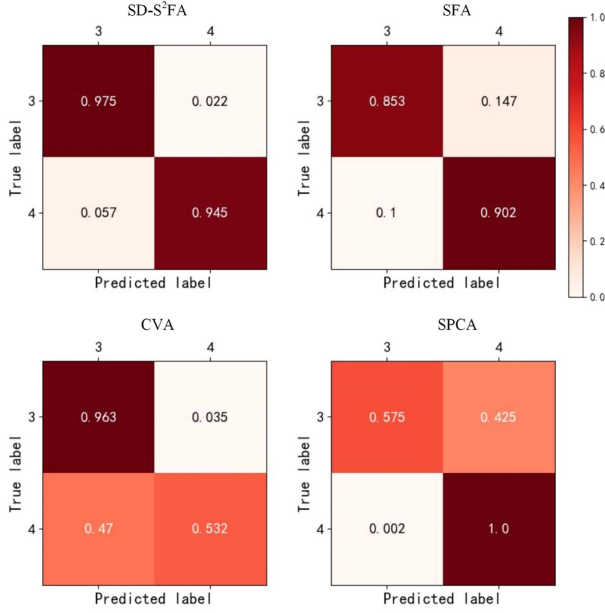 SD-S²FA
3 4
3 0.975 0.022
True label
4 0.057 0.945
Predicted label
SFA
3 4
3 0.853 0.147
True label
4 0.1 0.902
Predicted label
1.0
0.8
0.6
0.4
0.2
0.0
CVA
3 4
3 0.963 0.035
True label
4 0.47 0.532
Predicted label
SPCA
3 4
3 0.575 0.425
True label
4 0.002 1.0
Predicted label